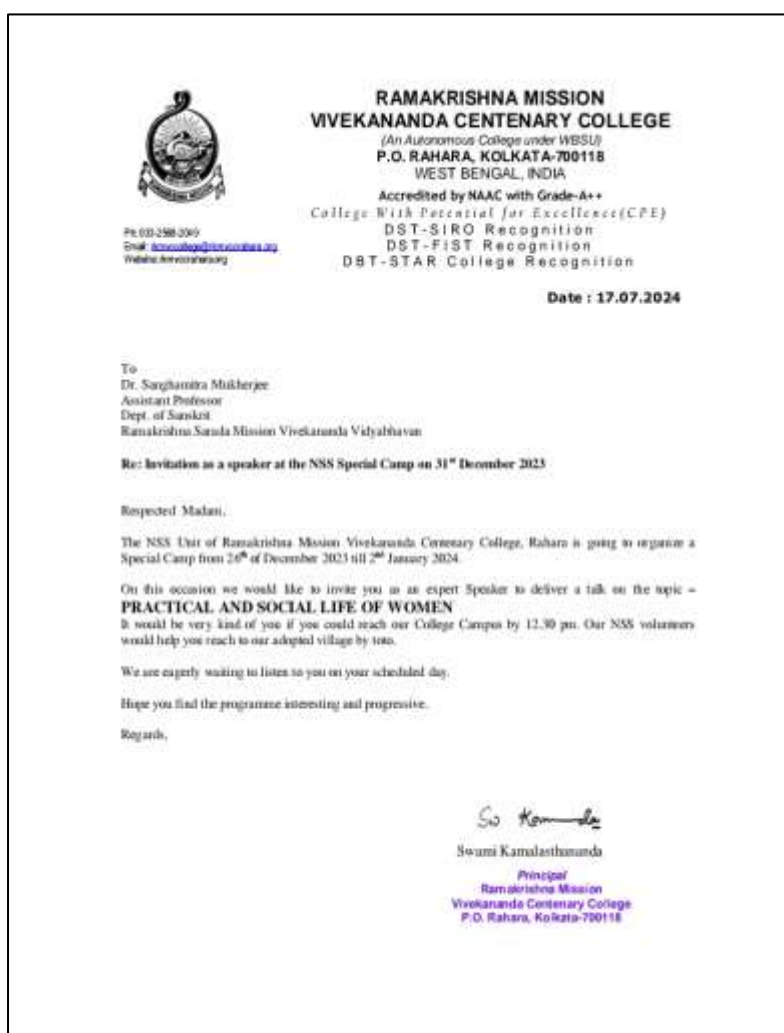 RAMAKRISHNA MISSION
VIVEKANANDA CENTENARY COLLEGE
(An Autonomous College under WBSU)
P.O. RAHARA, KOLKATA-700118
WEST BENGAL, INDIA
Accredited by NAAC with Grade-A++
College With Potential for Excellence(CPE)
DST-SIRO Recognition
DST-FIST Recognition
DBT-STAR College Recognition
Ph: 033-2568-2049
Email:
Website:
Date : 17.07.2024
To
Dr. Sanghamitra Mukherjee
Assistant Professor
Dept. of Sanskrit
Ramakrishna Sarada Mission Vivekananda Vidyabhavan
Re: Invitation as a speaker at the NSS Special Camp on 31st December 2023
Respected Madam,
The NSS Unit of Ramakrishna Mission Vivekananda Centenary College, Rahara is going to organize a
Special Camp from 26th of December 2023 till 2nd January 2024.
On this occasion we would like to invite you as an expert Speaker to deliver a talk on the topic –
PRACTICAL AND SOCIAL LIFE OF WOMEN
It would be very kind of you if you could reach our College Campus by 12.30 pm. Our NSS volunteers
would help you reach to our adopted village by toto.
We are eagerly waiting to listen to you on your scheduled day.
Hope you find the programme interesting and progressive.
Regards,
Swami Kamalasthananda
Principal
Ramakrishna Mission
Vivekananda Centenary College
P.O. Rahara, Kolkata-700118